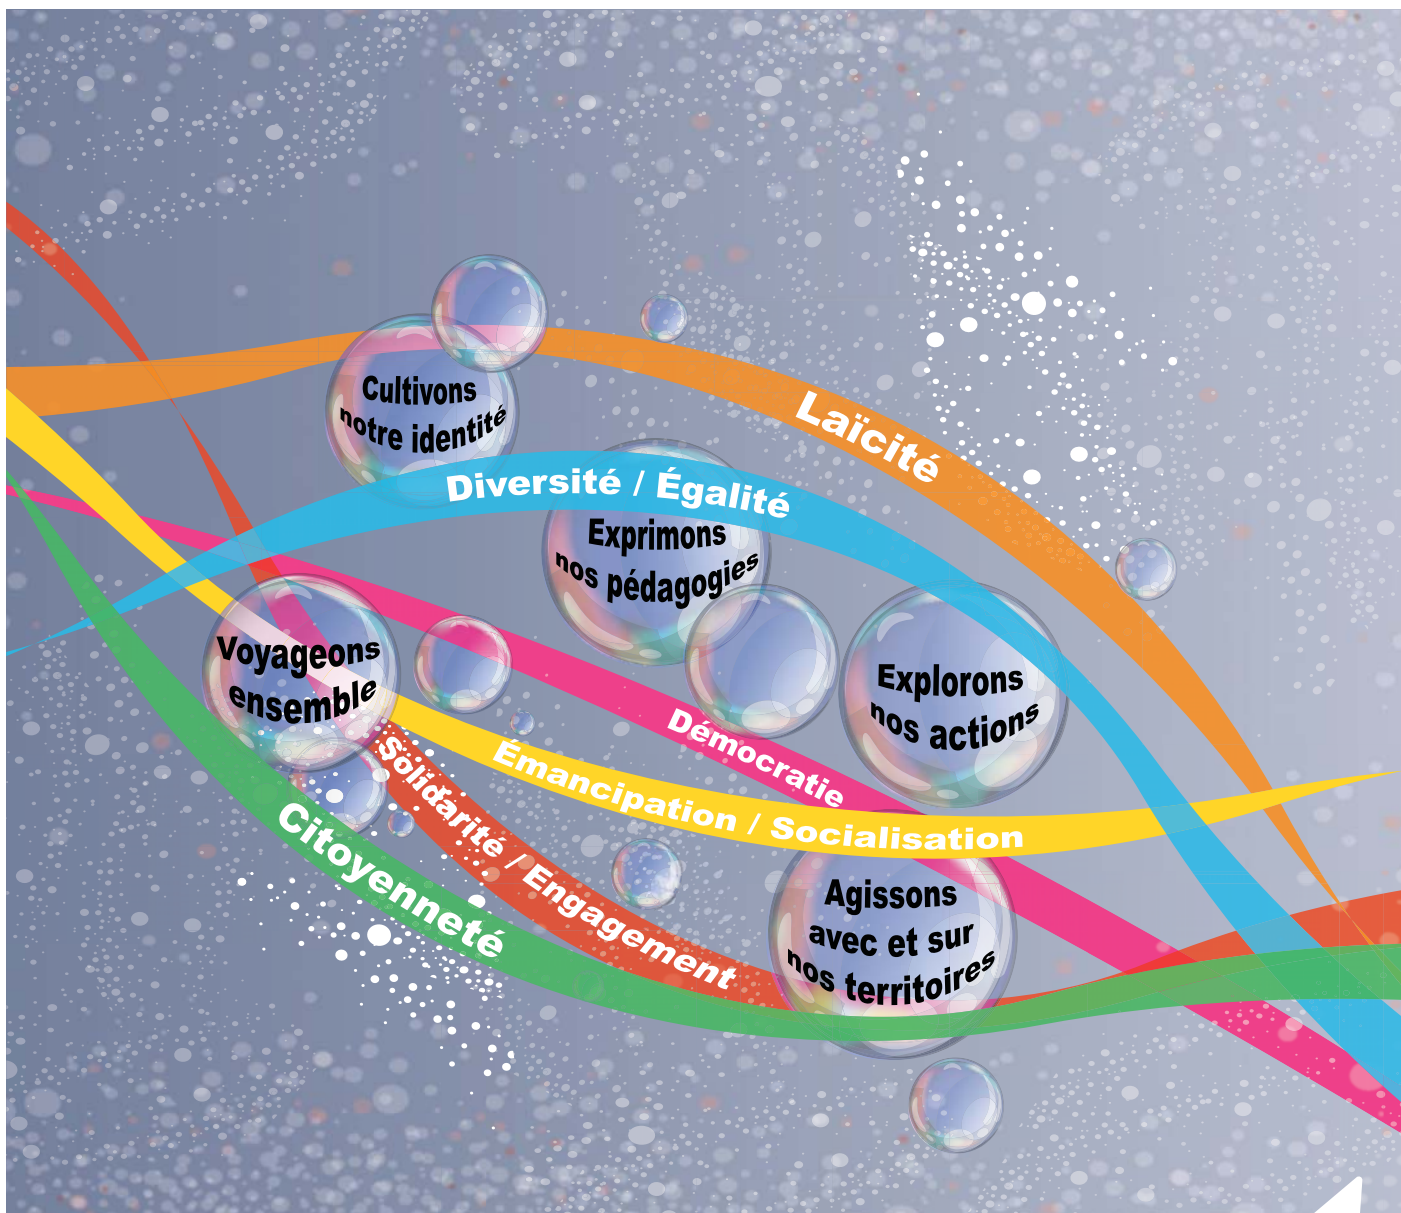 Cultivons
notre identité
Laïcité
Diversité / Égalité
Exprimons
nos pédagogies
Voyageons
ensemble
Explorons
nos actions
Démocratie
Émancipation / Socialisation
Solidarité / Engagement
Citoyenneté
Agissons
avec et sur
nos territoires